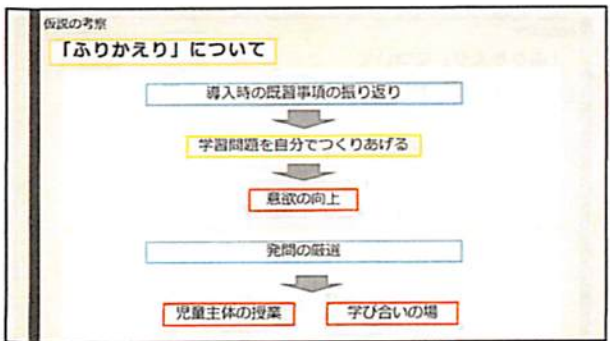 仮説の考察
「ふりかえり」について
導入時の既習事項の振り返り
学習問題を自分でつくりあげる
意欲の向上
発問の厳選
児童主体の授業 学び合いの場